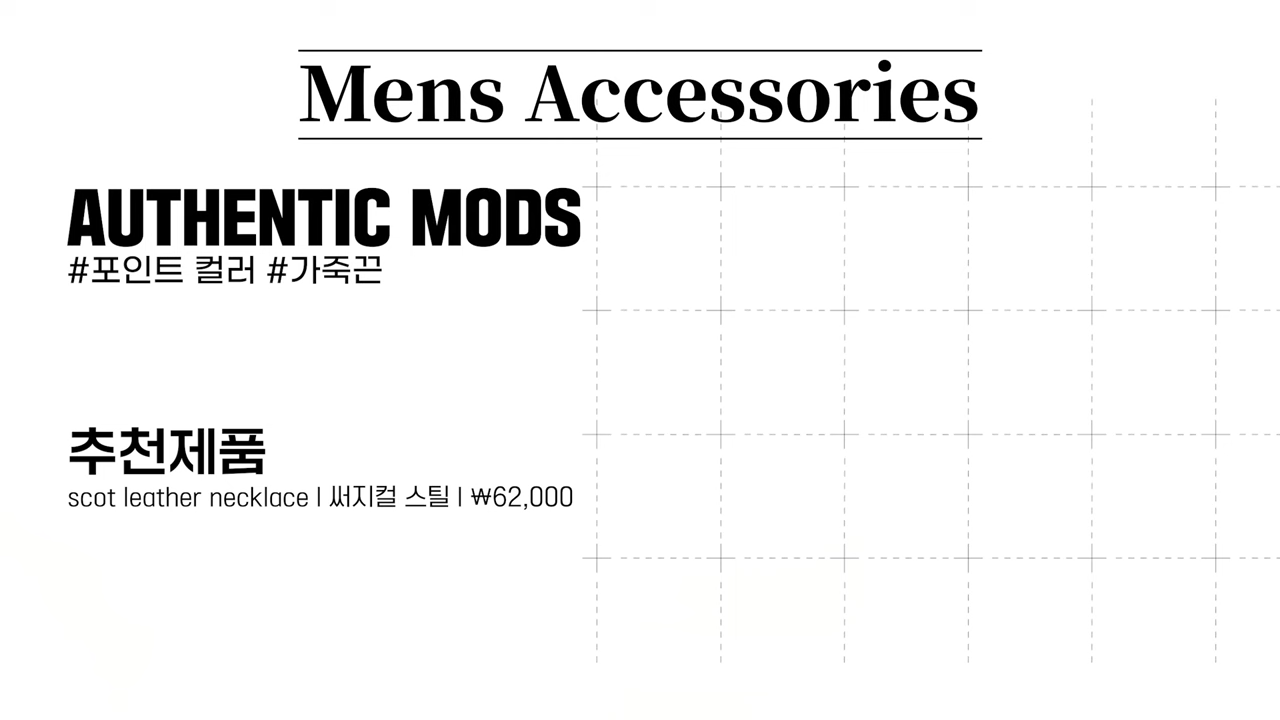 Mens Accessories
AUTHENTIC MODS
#포인트 컬러 #가죽끈
추천제품
scot leather necklace | 써지컬 스틸 | ₩62,000